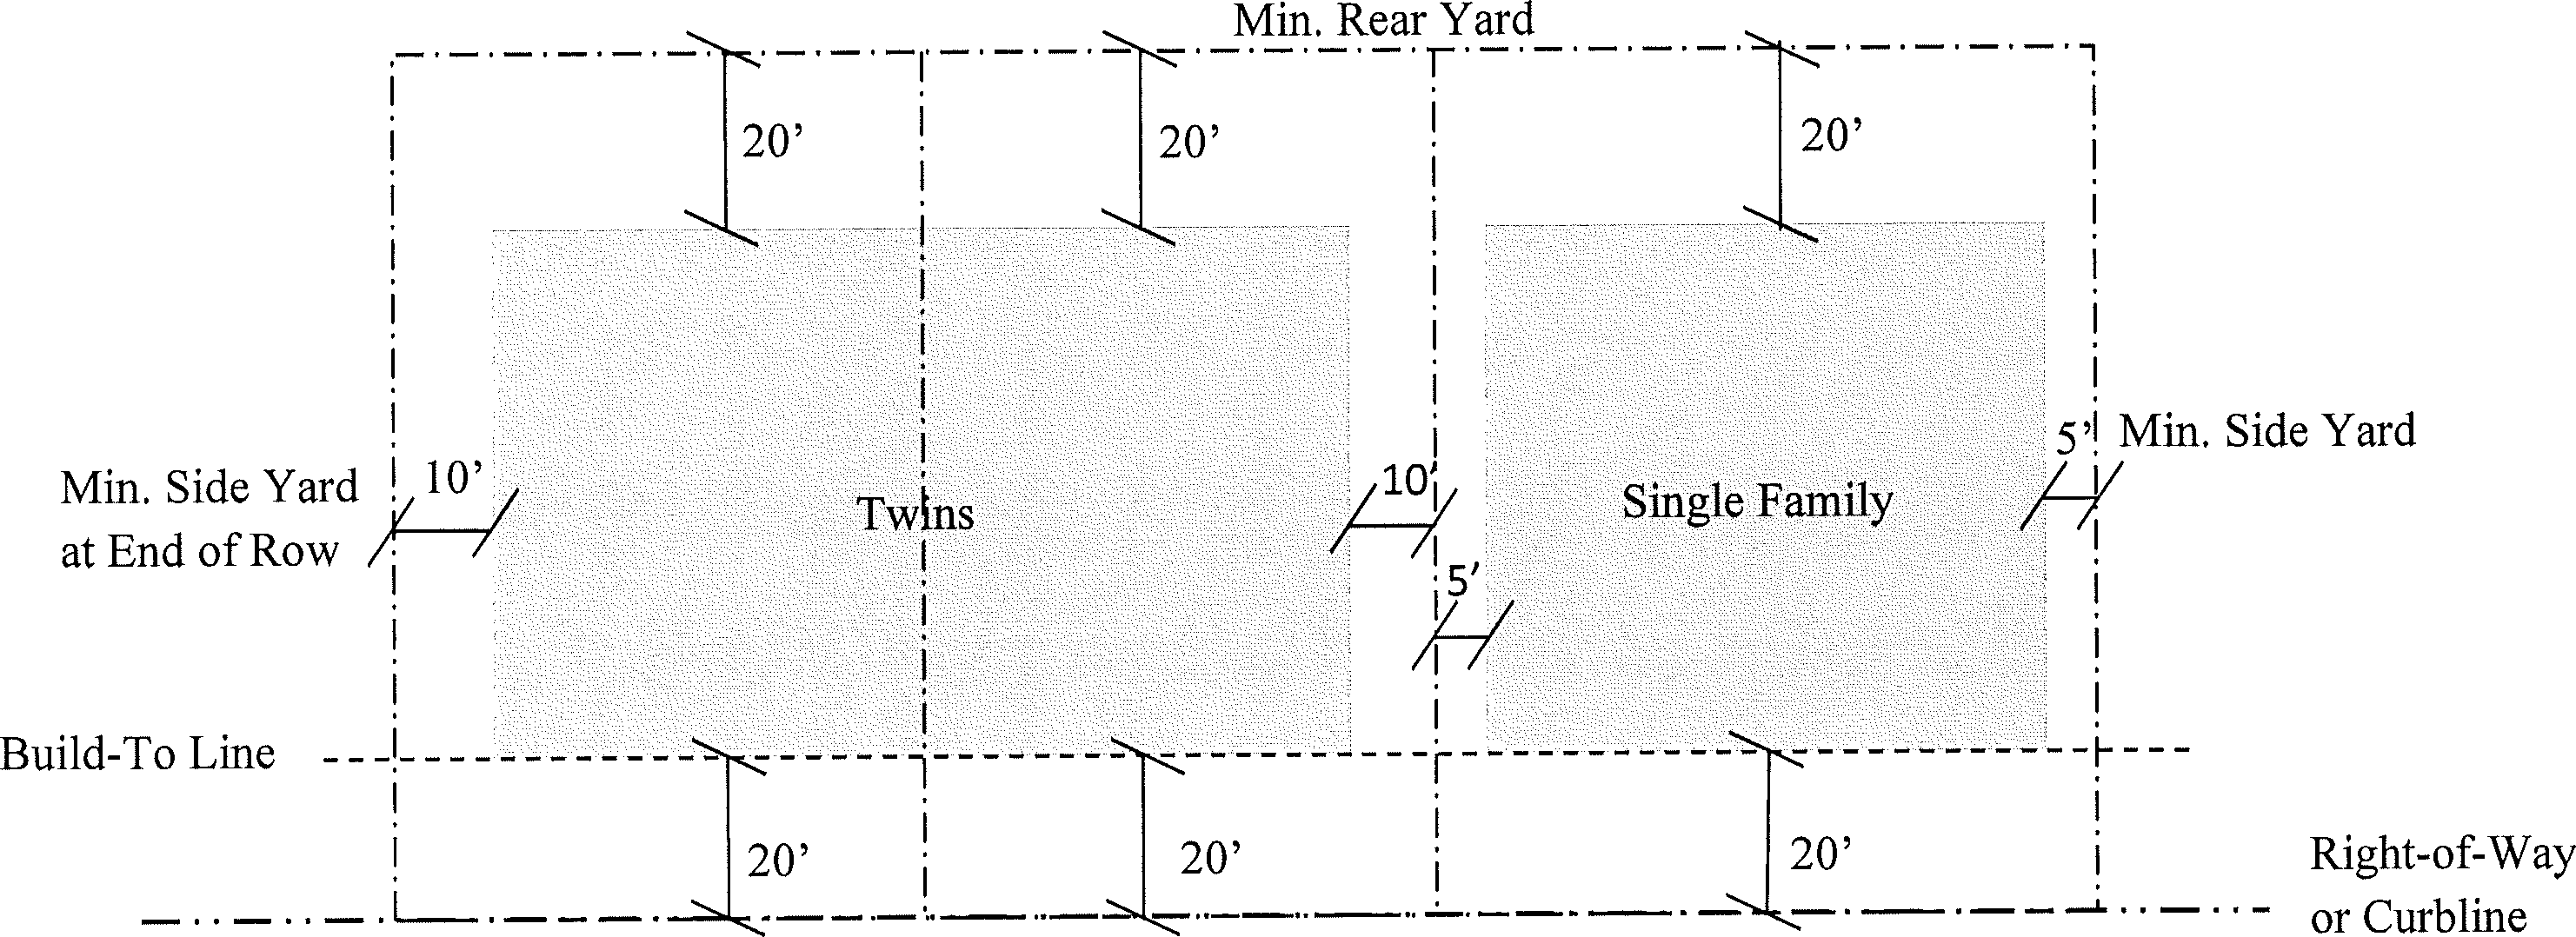 Min. Rear Yard
20’
20’
20’
Min. Side Yard
at End of Row
10’
Twins
10’
5’
Single Family
5’
Min. Side Yard
Build-To Line
20’
20’
20’
Right-of-Way
or Curbline